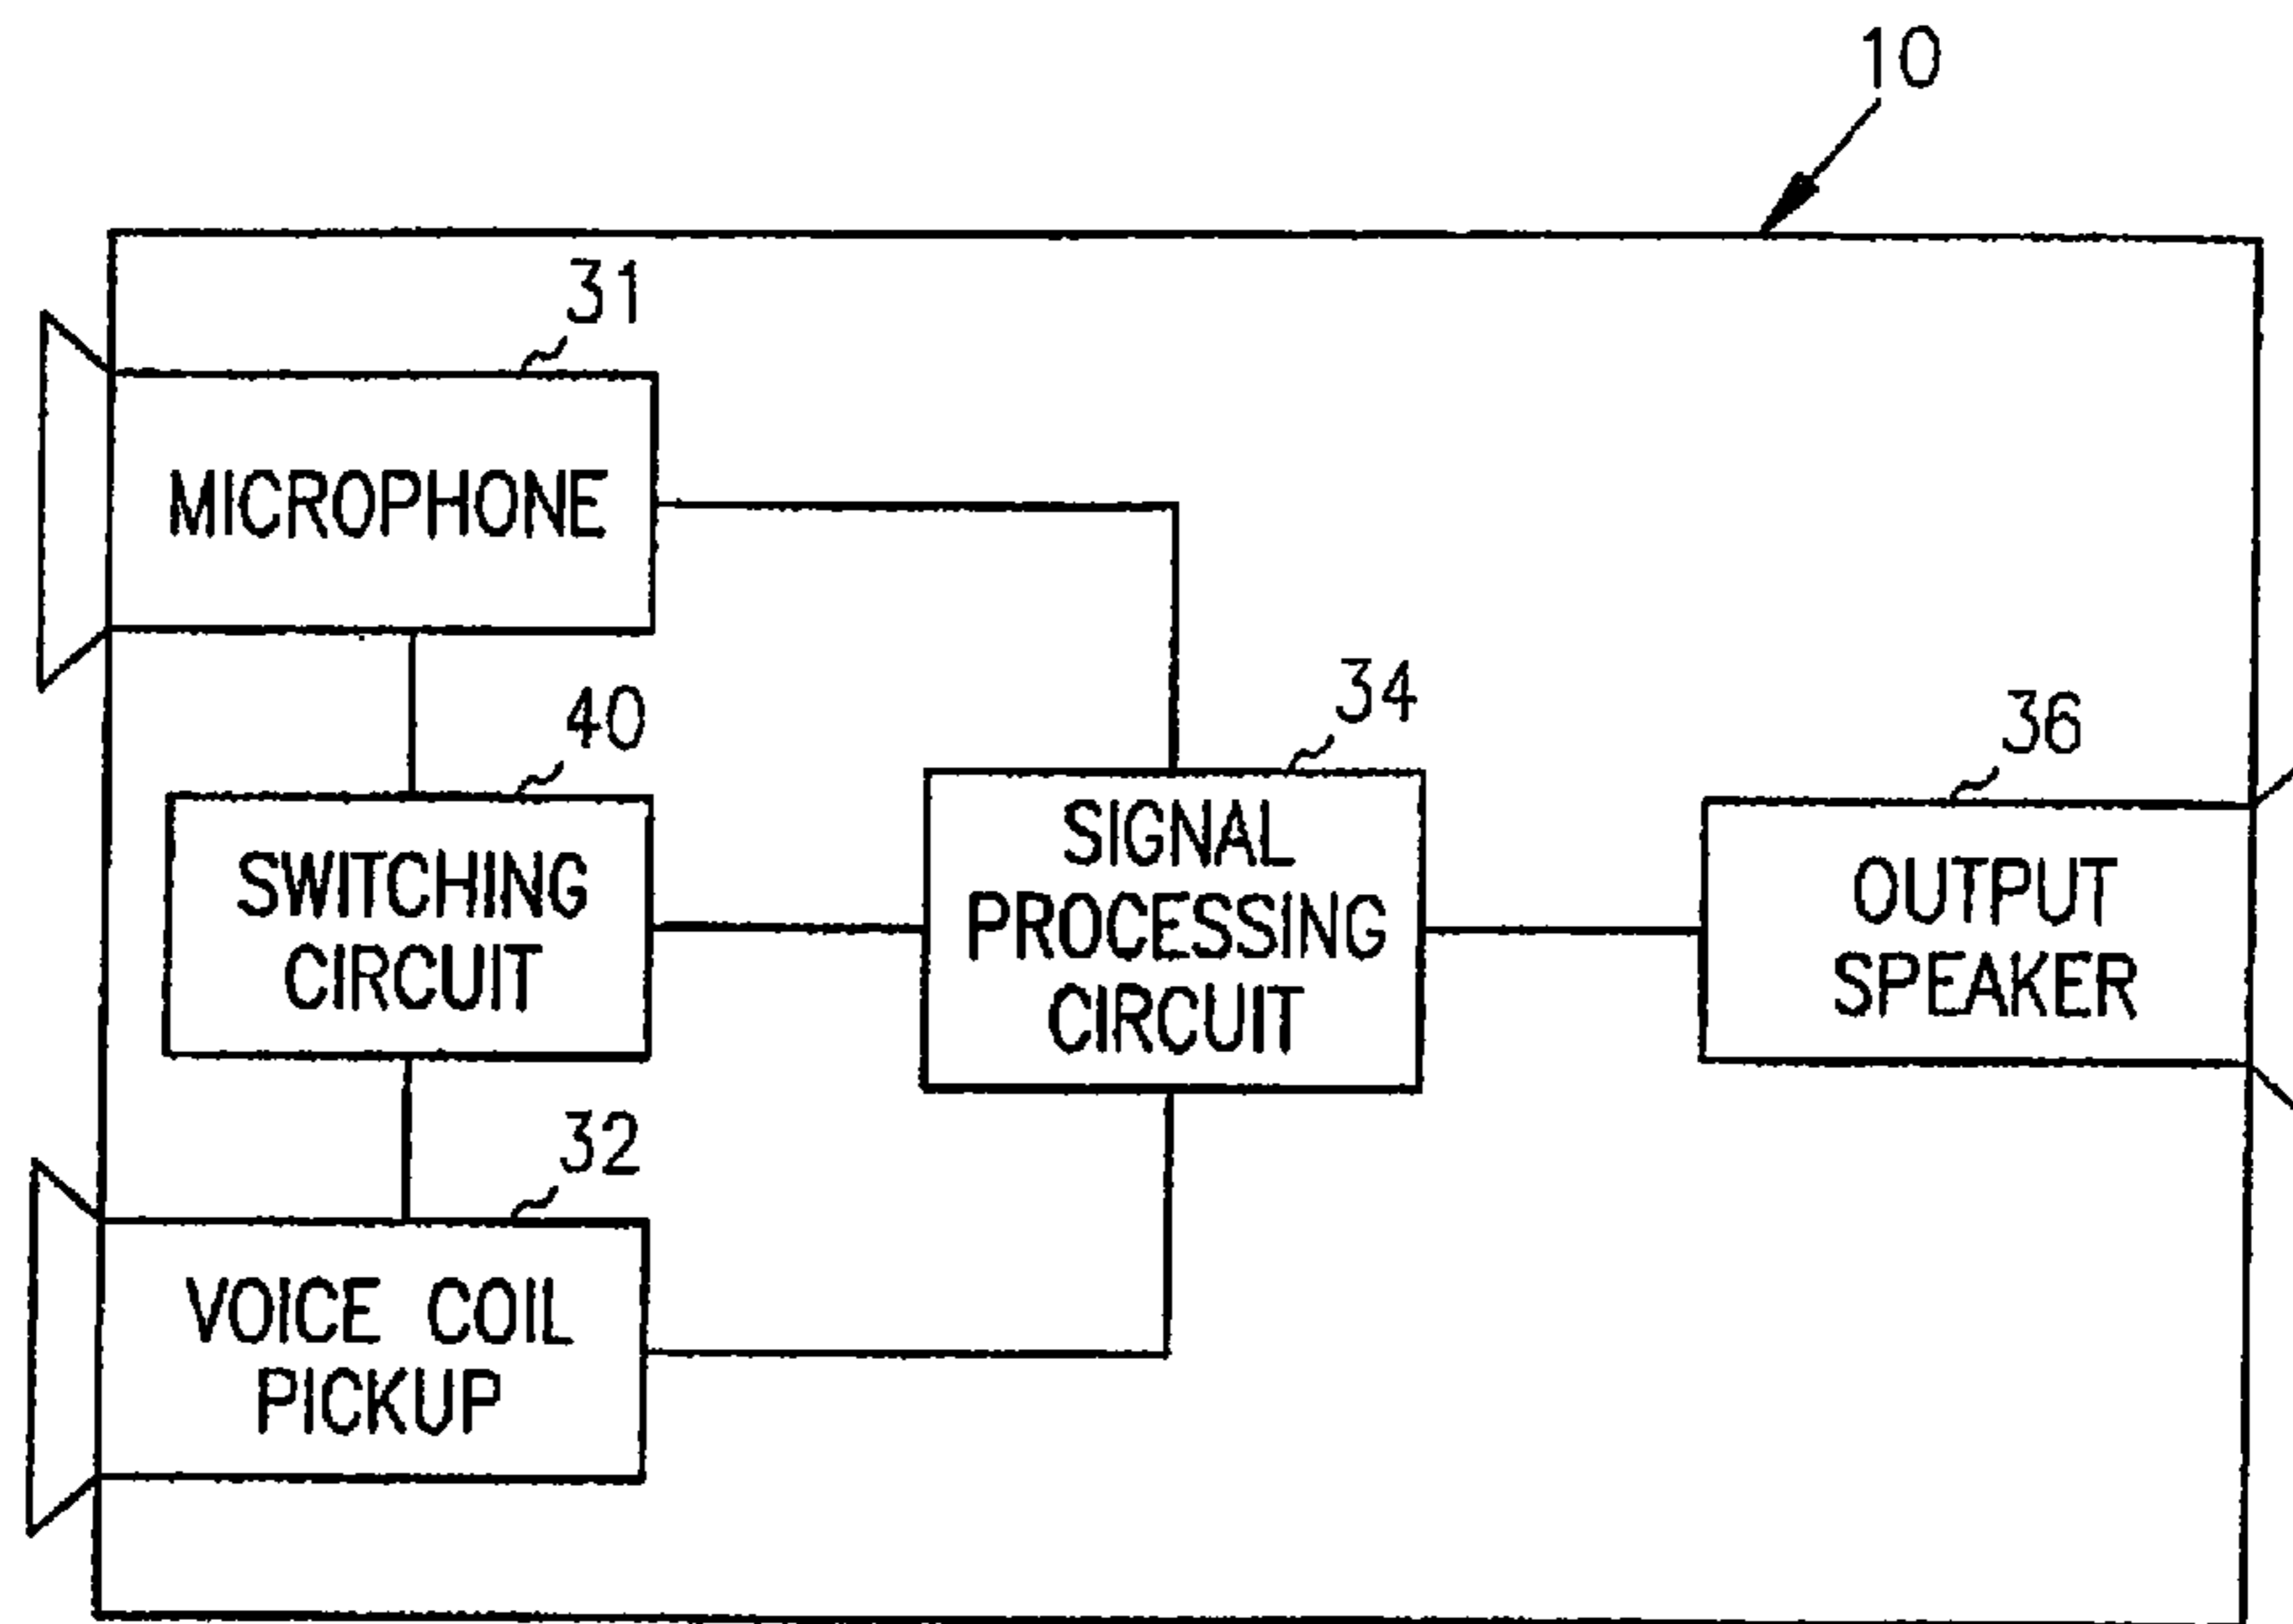 10
31
MICROPHONE
40
SWITCHING
CIRCUIT
34
SIGNAL
PROCESSING
CIRCUIT
36
OUTPUT
SPEAKER
32
VOICE COIL
PICKUP